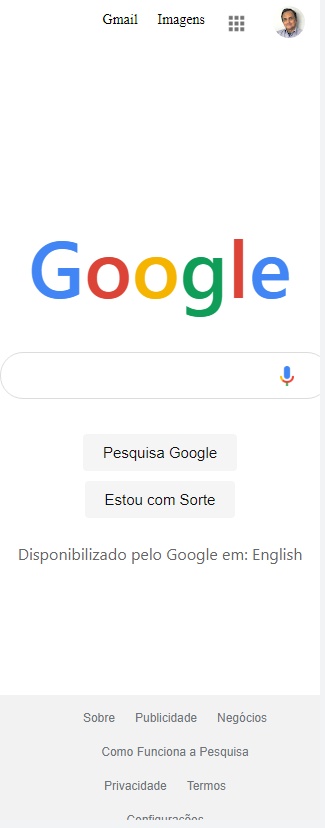 Gmail Imagens
Google
Pesquisa Google
Estou com Sorte
Disponibilizado pelo Google em: English
Sobre Publicidade Negócios
Como Funciona a Pesquisa
Privacidade Termos
Configurações